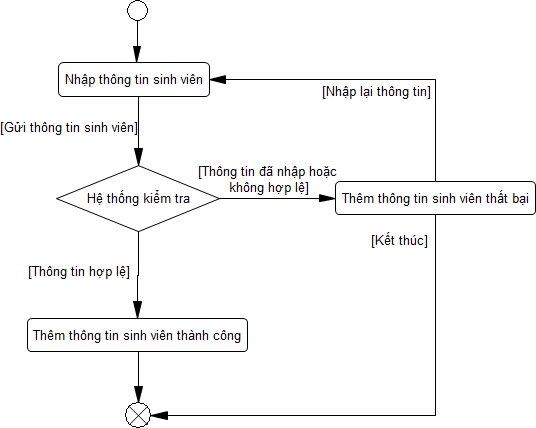 Nhập thông tin sinh viên
[Nhập lại thông tin]
[Gửi thông tin sinh viên]
[Thông tin đã nhập hoặc
không hợp lệ]
Hệ thống kiểm tra
Thêm thông tin sinh viên thất bại
[Kết thúc]
[Thông tin hợp lệ]
Thêm thông tin sinh viên thành công